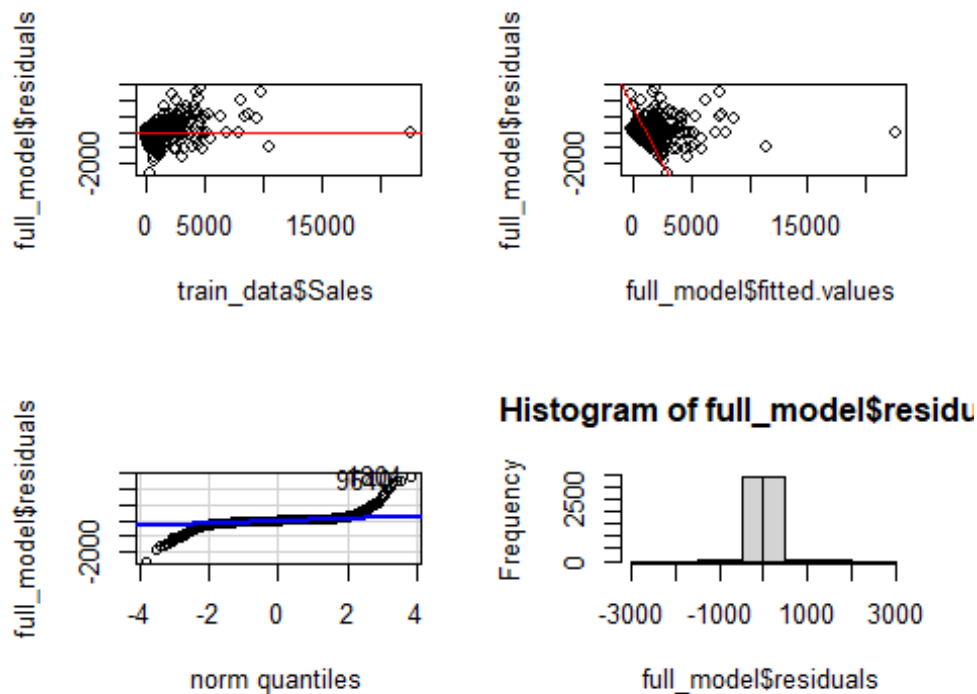 full_model$residuals
-2000
0 5000 15000
train_data$Sales
full_model$residuals
-2000
0 5000 15000
full_model$fitted.values
full_model$residuals
-2000
-4 -2 0 2 4
norm quantiles
Histogram of full_model$residu
Frequency
0 2500
-3000 -1000 1000 3000
full_model$residuals